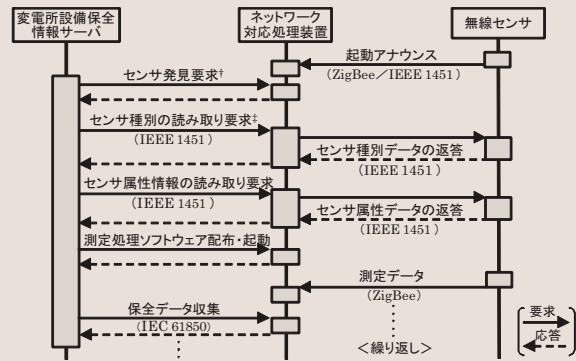 変電所設備保全
情報サーバ
ネットワーク
対応処理装置
無線センサ
起動アナウンス
(ZigBee/IEEE 1451)
センサ発見要求†
センサ種別の読み取り要求‡
(IEEE 1451)
センサ種別データの返答
(IEEE 1451)
センサ属性情報の読み取り要求
(IEEE 1451)
センサ属性データの返答
(IEEE 1451)
測定処理ソフトウェア配布・起動
測定データ
(ZigBee)
保全データ収集
(IEC 61850)
<繰り返し>
要求
応答